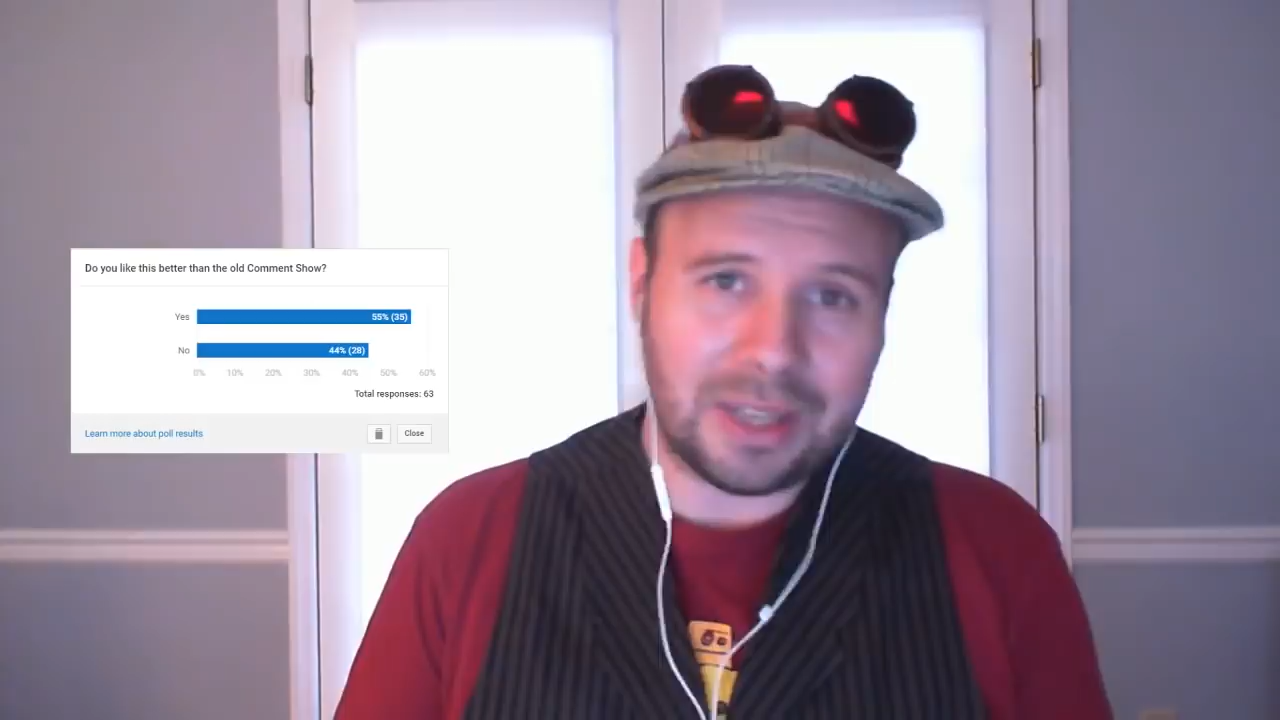 Do you like this better than the old Comment Show?
Yes 55% (35)
No 44% (28)
0% 10% 20% 30% 40% 50% 60%
Total responses: 63
Learn more about poll results Close